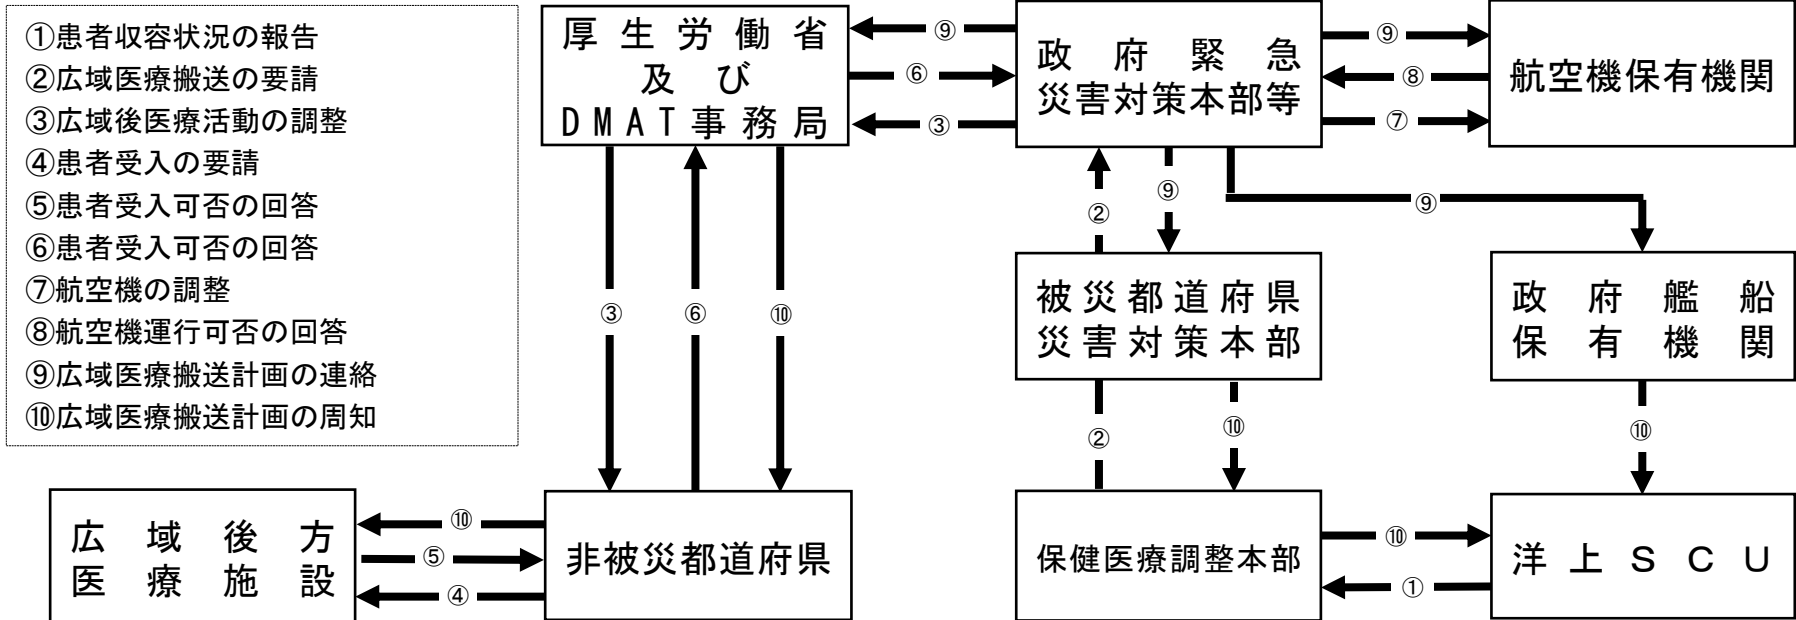 ①患者収容状況の報告
②広域医療搬送の要請
③広域後医療活動の調整
④患者受入の要請
⑤患者受入可否の回答
⑥患者受入可否の回答
⑦航空機の調整
⑧航空機運行可否の回答
⑨広域医療搬送計画の連絡
⑩広域医療搬送計画の周知
厚生労働省
及び
DMAT事務局
⑨
⑥
③
政府緊急
災害対策本部等
⑨
⑧
⑦
航空機保有機関
③
⑥
⑩
②
⑨
⑨
被災都道府県
災害対策本部
政府艦船
保有機関
②
⑩
⑩
広域後方
医療施設
⑩
⑤
④
非被災都道府県
保健医療調整本部
⑩
①
洋上SCU